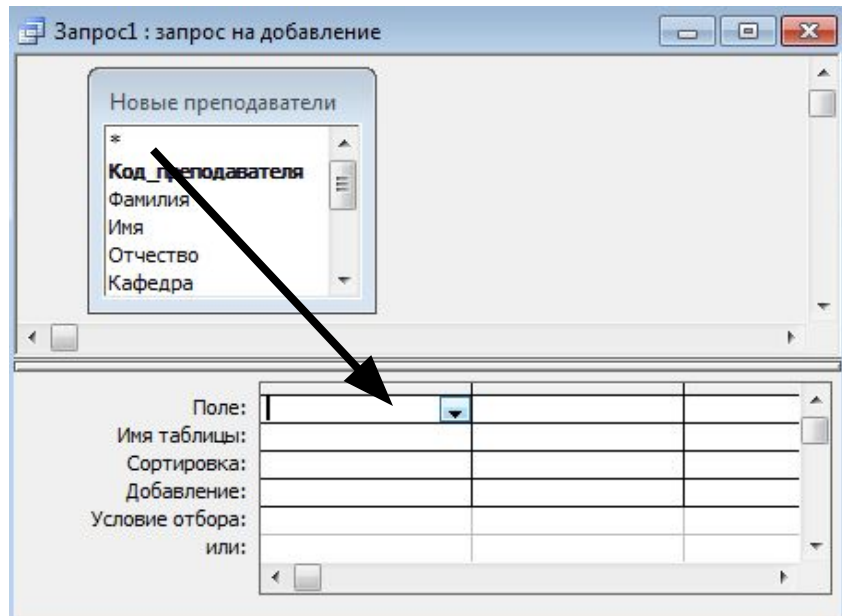 Запрос1 : запрос на добавление
Новые преподаватели
*
Код_преподавателя
Фамилия
Имя
Отчество
Кафедра
Поле:
Имя таблицы:
Сортировка:
Добавление:
Условие отбора:
или: